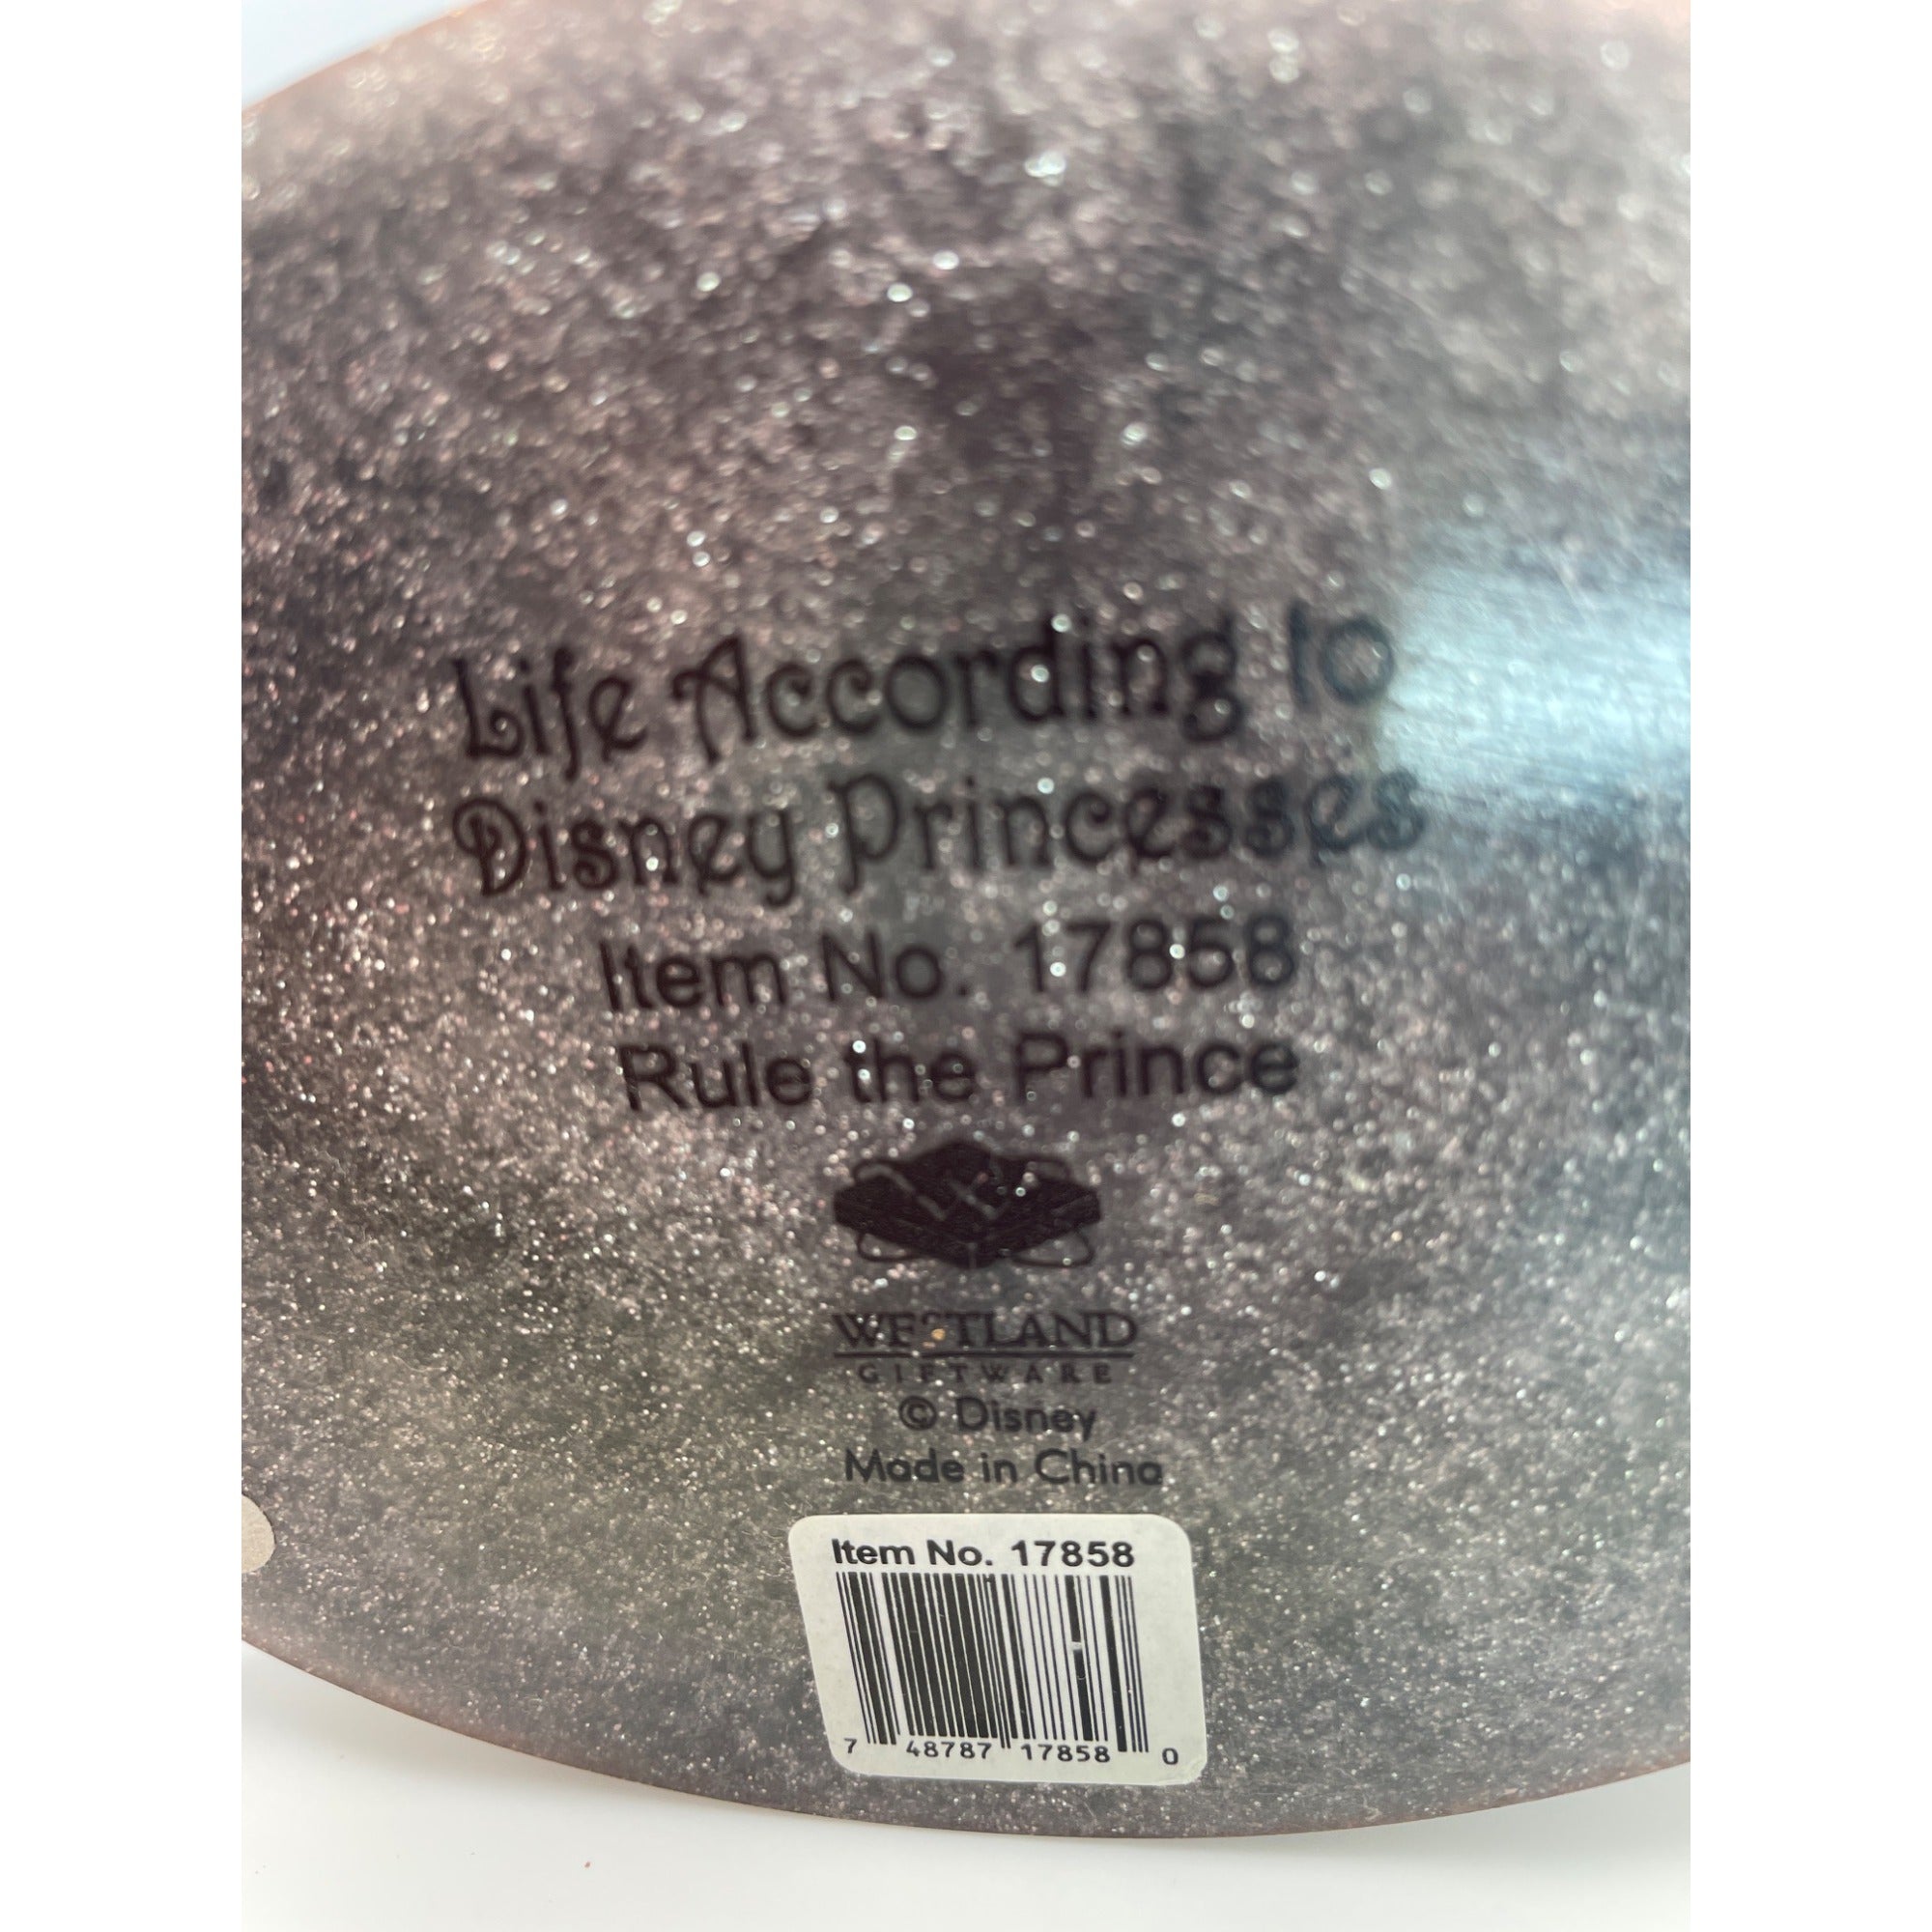 Life According to
Disney Princesses
Item No. 17858
Rule the Prince
WESTLAND
GIFTWARE
© Disney
Made in China
Item No. 17858
7 48787 17858 0